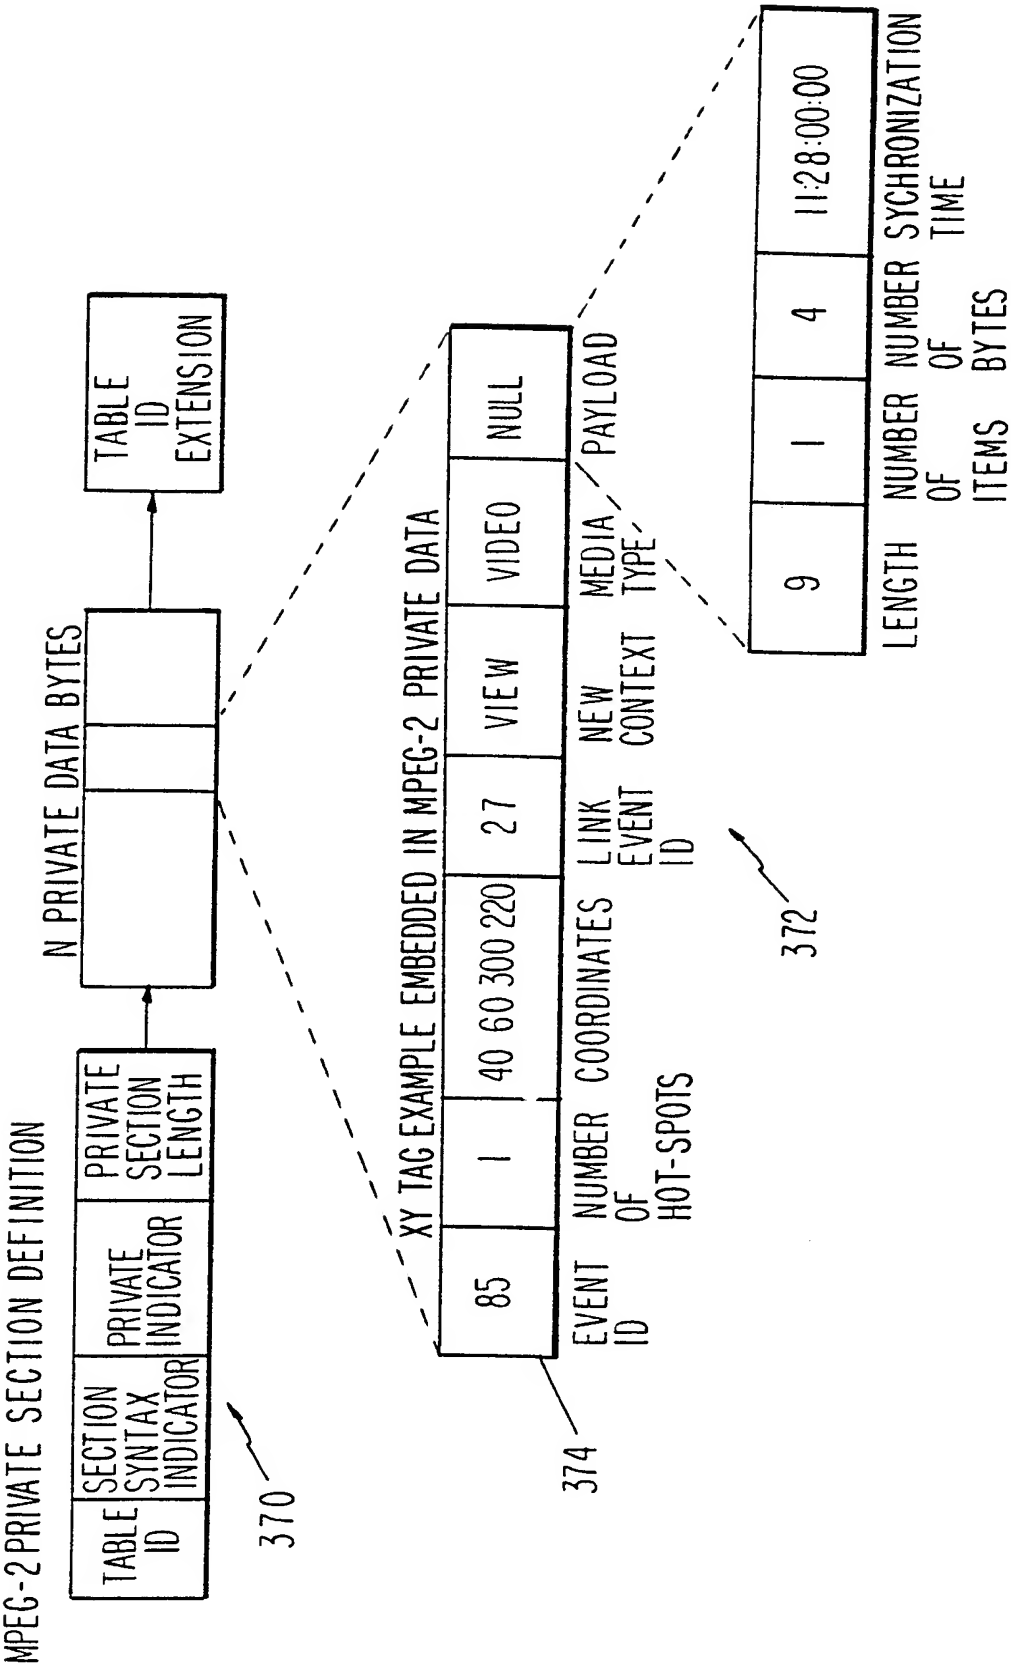 MPEG-2 PRIVATE SECTION DEFINITION
N PRIVATE DATA BYTES
TABLE
ID
SECTION
SYNTAX
INDICATOR
PRIVATE
INDICATOR
PRIVATE
SECTION
LENGTH
TABLE
ID
EXTENSION
370
XY TAG EXAMPLE EMBEDDED IN MPEG-2 PRIVATE DATA
85
1
40 60 300 220
27
VIEW
VIDEO
NULL
EVENT
ID
NUMBER
OF
HOT-SPOTS
COORDINATES
LINK
EVENT
ID
NEW
CONTEXT
MEDIA
TYPE
PAYLOAD
374
372
9
1
4
11:28:00:00
LENGTH
NUMBER
OF
ITEMS
NUMBER
OF
BYTES
SYCHRONIZATION
TIME